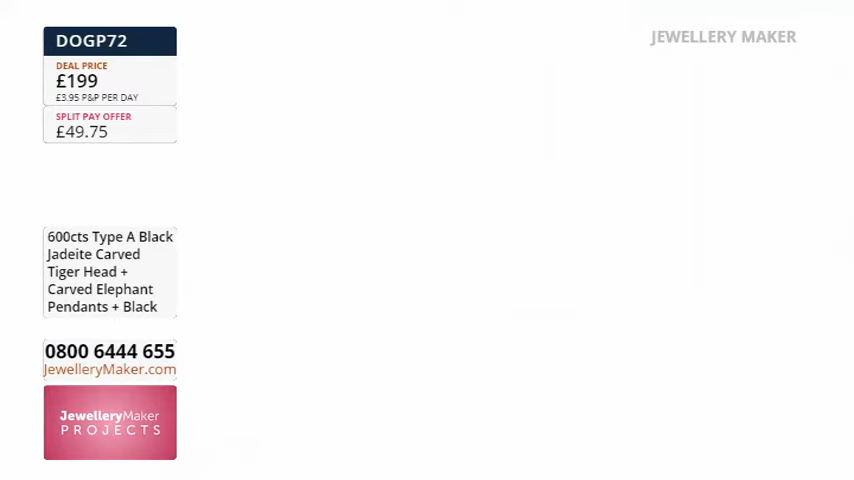 DOGP72
JEWELLERY MAKER
DEAL PRICE
£199
£3.95 P&P PER DAY
SPLIT PAY OFFER
£49.75
600cts Type A Black
Jadeite Carved
Tiger Head +
Carved Elephant
Pendants + Black
0800 6444 655
JewelleryMaker.com
JewelleryMaker
PROJECTS